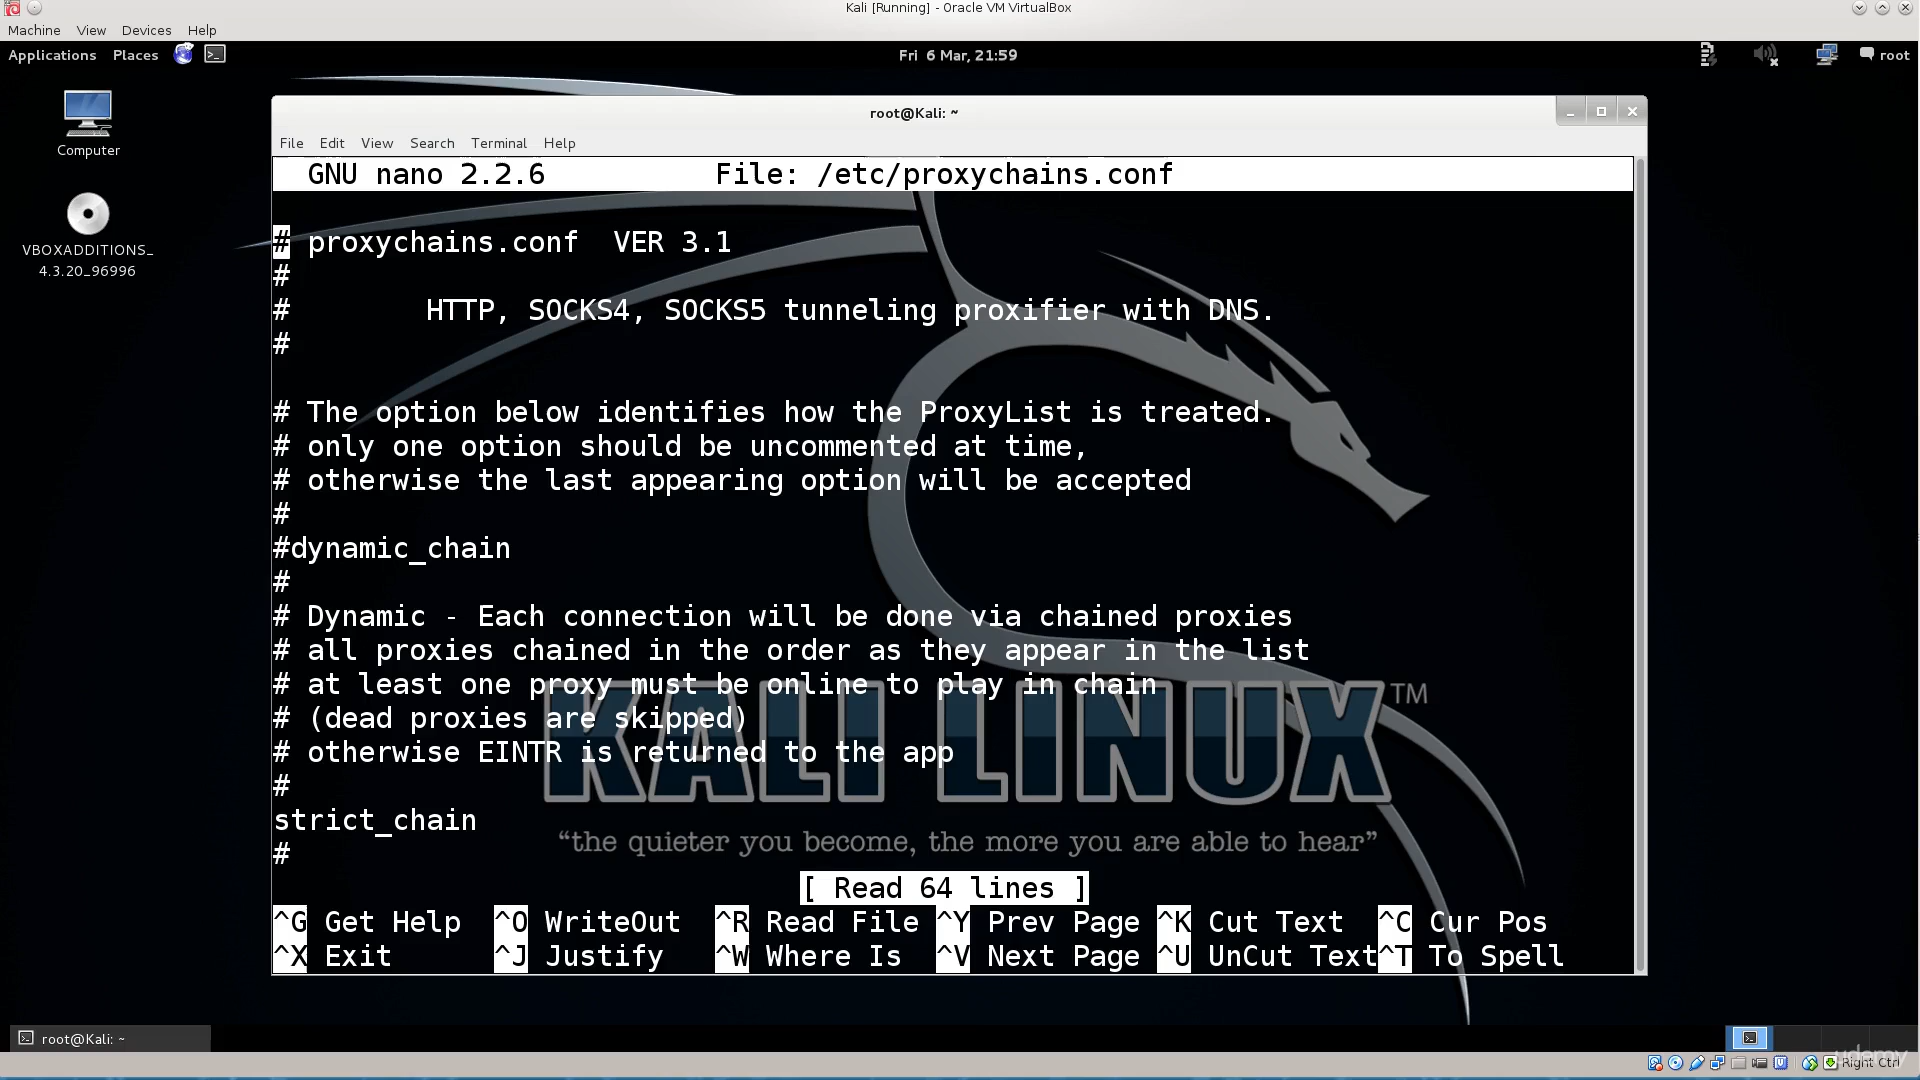 Kali [Running] - Oracle VM VirtualBox
Machine View Devices Help
Applications Places Fri 6 Mar, 21:59 root
Computer
VBOXADDITIONS_
4.3.20_96996
root@Kali: ~
File Edit View Search Terminal Help
GNU nano 2.2.6 File: /etc/proxychains.conf
# proxychains.conf VER 3.1
#
# HTTP, SOCKS4, SOCKS5 tunneling proxifier with DNS.
#
# The option below identifies how the ProxyList is treated.
# only one option should be uncommented at time,
# otherwise the last appearing option will be accepted
#
#dynamic_chain
#
# Dynamic - Each connection will be done via chained proxies
# all proxies chained in the order as they appear in the list
# at least one proxy must be online to play in chain
# (dead proxies are skipped)
# otherwise EINTR is returned to the app
#
strict_chain
#
KALI LINUX TM
“the quieter you become, the more you are able to hear”
[ Read 64 lines ]
^G Get Help ^O WriteOut ^R Read File ^Y Prev Page ^K Cut Text ^C Cur Pos
^X Exit ^J Justify ^W Where Is ^V Next Page ^U UnCut Text^T To Spell
root@Kali: ~
udemy
Right Ctrl